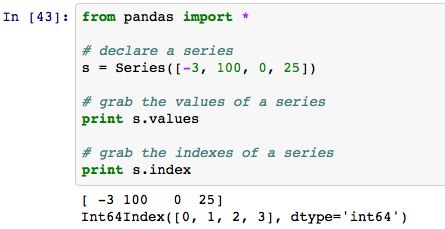 In [43]: from pandas import *
# declare a series
s = Series([-3, 100, 0, 25])
# grab the values of a series
print s.values
# grab the indexes of a series
print s.index
[ -3 100   0  25]
Int64Index([0, 1, 2, 3], dtype='int64')